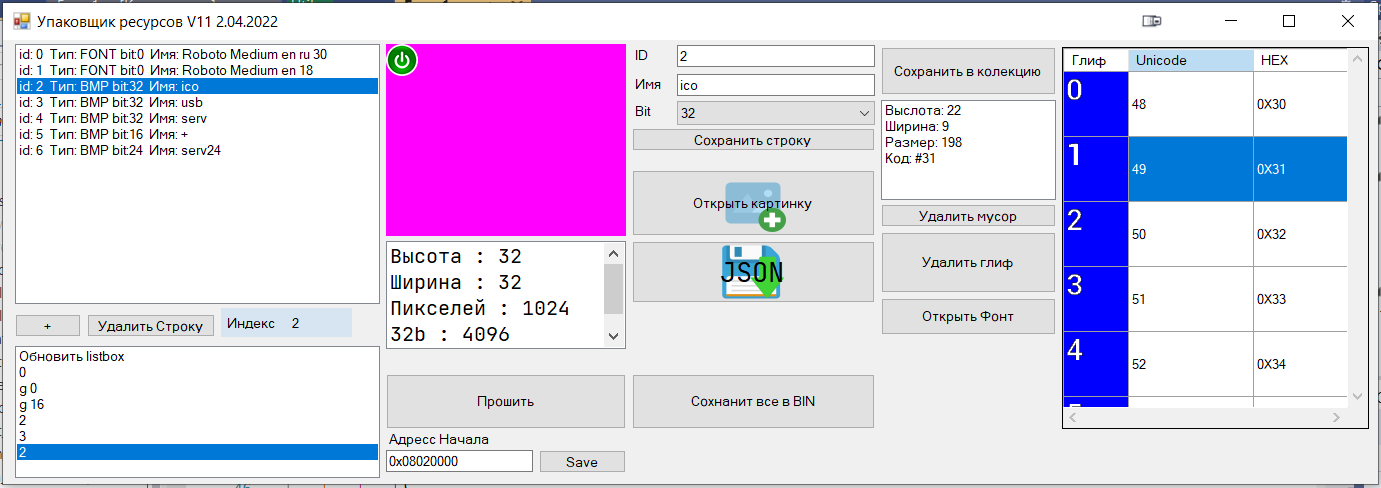 Упаковщик ресурсов V11 2.04.2022
id: 0 Тип: FONT bit:0 Имя: Roboto Medium en ru 30
id: 1 Тип: FONT bit:0 Имя: Roboto Medium en 18
id: 2 Тип: BMP bit:32 Имя: ico
id: 3 Тип: BMP bit:32 Имя: usb
id: 4 Тип: BMP bit:32 Имя: serv
id: 5 Тип: BMP bit:16 Имя: +
id: 6 Тип: BMP bit:24 Имя: serv24
+
Удалить Строку
Индекс 2
Обновить listbox
0
g 0
g 16
2
3
2
Высота : 32
Ширина : 32
Пикселей : 1024
32b : 4096
Прошить
Адресс Начала
0x08020000
Save
ID 2
Имя ico
Bit 32
Сохранить строку
Открыть картинку
JSON
Сохнанит все в BIN
Сохранить в колекцию
Выслота: 22
Ширина: 9
Размер: 198
Код: #31
Удалить мусор
Удалить глиф
Открыть Фонт
Глиф Unicode HEX
0 48 0X30
1 49 0X31
2 50 0X32
3 51 0X33
4 52 0X34